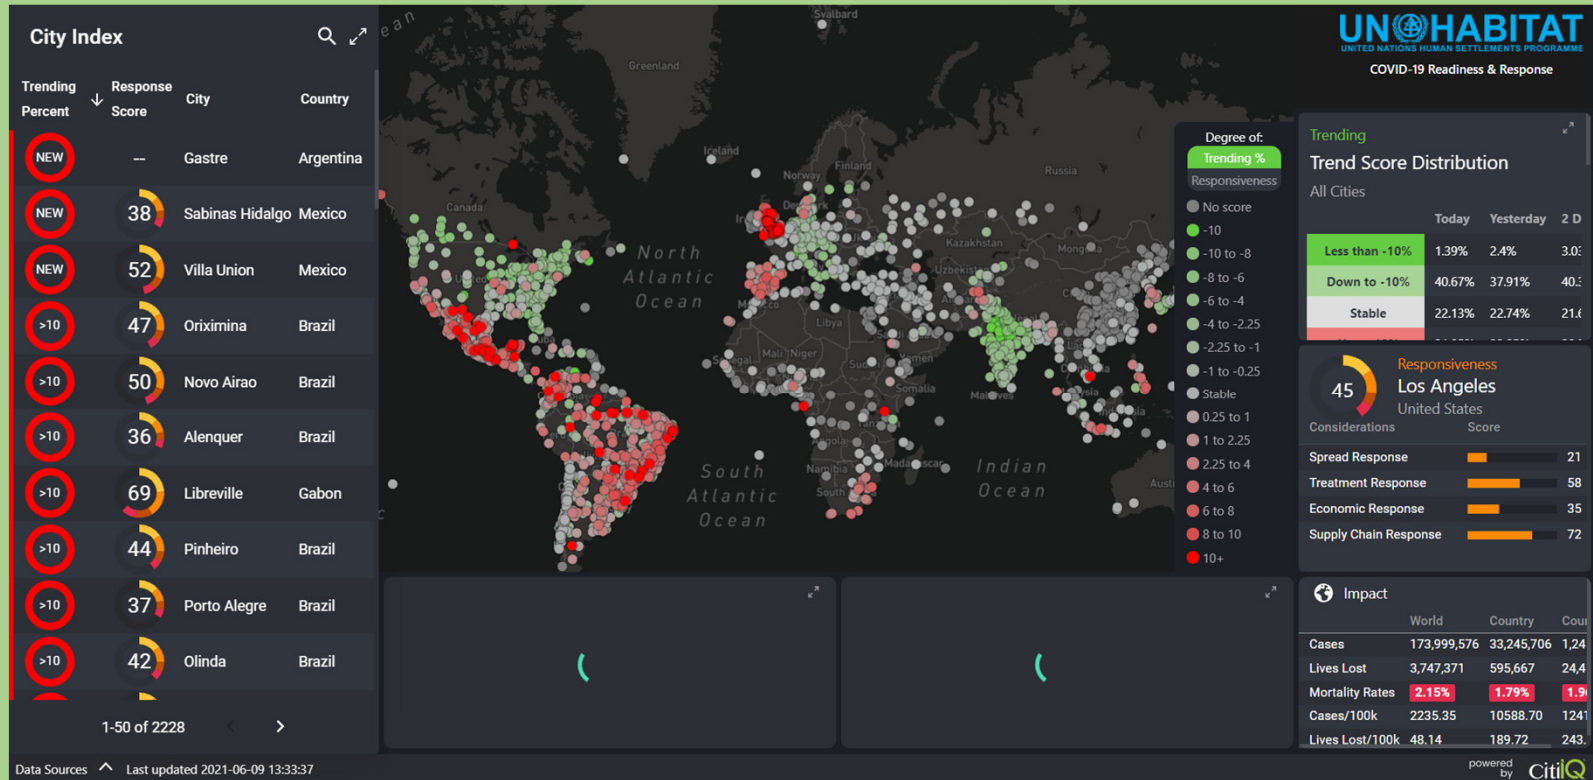 City Index
Trending Percent
Response Score
City
Country
NEW -- Gastre Argentina
NEW 38 Sabinas Hidalgo Mexico
NEW 52 Villa Union Mexico
>10 47 Oriximina Brazil
>10 50 Novo Airao Brazil
>10 36 Alenquer Brazil
>10 69 Libreville Gabon
>10 44 Pinheiro Brazil
>10 37 Porto Alegre Brazil
>10 42 Olinda Brazil
1-50 of 2228
Data Sources Last updated 2021-06-09 13:33:37
Svalbard
Greenland
Iceland
Finland
Norway
Russia
Canada
Kazakhstan
North
Atlantic
Ocean
Libya
Mali Niger
Yemen
Somalia
Angola
Namibia
Madagascar
South
Atlantic
Ocean
Indian
Ocean
Degree of:
Trending %
Responsiveness
No score
-10
-10 to -8
-8 to -6
-6 to -4
-4 to -2.25
-2.25 to -1
-1 to -0.25
Stable
0.25 to 1
1 to 2.25
2.25 to 4
4 to 6
6 to 8
8 to 10
10+
UN HABITAT
UNITED NATIONS HUMAN SETTLEMENTS PROGRAMME
COVID-19 Readiness & Response
Trending
Trend Score Distribution
All Cities
Today Yesterday 2 D
Less than -10% 1.39% 2.4%
Down to -10% 40.67% 37.91%
Stable 22.13% 22.74%
45
Responsiveness
Los Angeles
United States
Considerations Score
Spread Response 21
Treatment Response 58
Economic Response 35
Supply Chain Response 72
Impact
World Country Cou
Cases 173,999,576 33,245,706 1,24
Lives Lost 3,747,371 595,667 24,4
Mortality Rates 2.15% 1.79% 1.9
Cases/100k 2235.35 10588.70 1241
Lives Lost/100k 48.14 189.72 243.
powered by CitiIQ